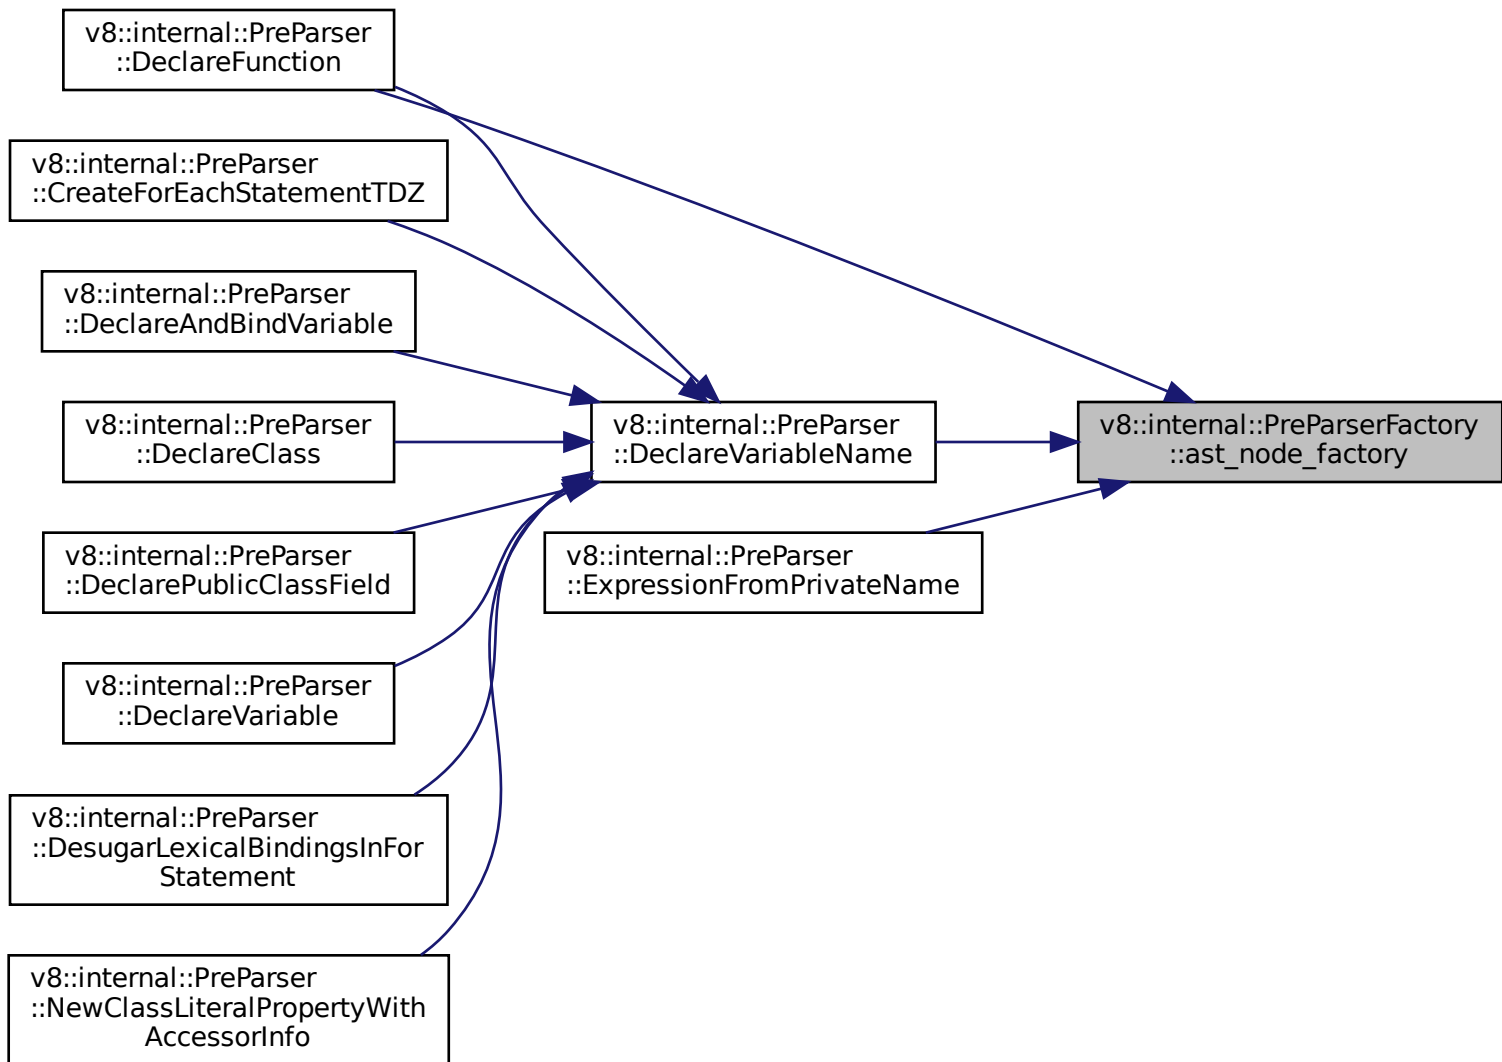 v8::internal::PreParser
::DeclareFunction
v8::internal::PreParser
::CreateForEachStatementTDZ
v8::internal::PreParser
::DeclareAndBindVariable
v8::internal::PreParser
::DeclareClass
v8::internal::PreParser
::DeclarePublicClassField
v8::internal::PreParser
::DeclareVariable
v8::internal::PreParser
::DesugarLexicalBindingsInFor
Statement
v8::internal::PreParser
::NewClassLiteralPropertyWith
AccessorInfo
v8::internal::PreParser
::DeclareVariableName
v8::internal::PreParser
::ExpressionFromPrivateName
v8::internal::PreParserFactory
::ast_node_factory